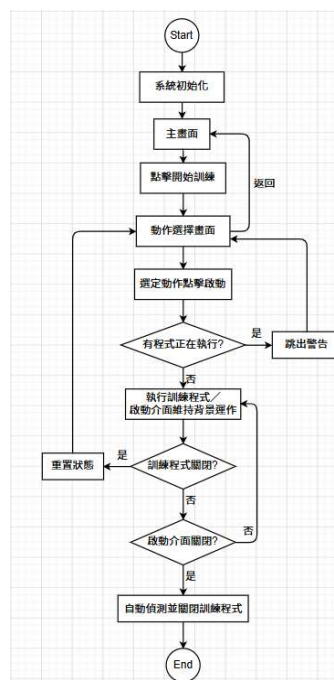 Start
系統初始化
主畫面
點擊開始訓練
返回
動作選擇畫面
選定動作點擊啟動
有程式正在執行?
是
跳出警告
否
執行訓練程式／
啟動介面維持背景運作
訓練程式關閉?
是
重置狀態
否
啟動介面關閉?
否
是
自動偵測並關閉訓練程式
End